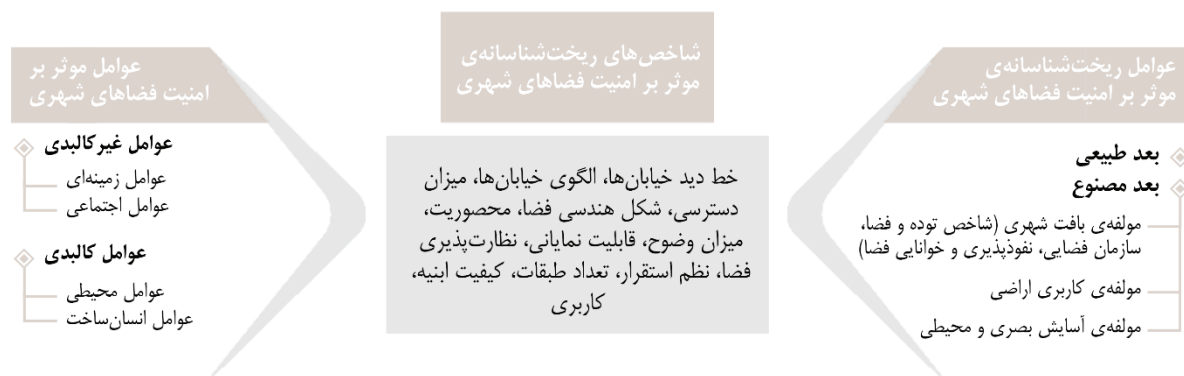 عوامل ریخت‌شناسانه‌ی
موثر بر امنیت فضاهای شهری
بعد طبیعی
بعد مصنوع
مولفه‌ی بافت شهری (شاخص توده و فضا،
سازمان فضایی، نفوذپذیری و خوانایی فضا)
مولفه‌ی کاربری اراضی
مولفه‌ی آسایش بصری و محیطی
شاخص‌های ریخت‌شناسانه‌ی
موثر بر امنیت فضاهای شهری
خط دید خیابان‌ها، الگوی خیابان‌ها، میزان
دسترسی، شکل هندسی فضا، محصوریت،
میزان وضوح، قابلیت نمایانی، نظارت‌پذیری
فضا، نظم استقرار، تعداد طبقات، کیفیت ابنیه،
کاربری
عوامل موثر بر
امنیت فضاهای شهری
عوامل غیرکالبدی
عوامل زمینه‌ای
عوامل اجتماعی
عوامل کالبدی
عوامل محیطی
عوامل انسان‌ساخت